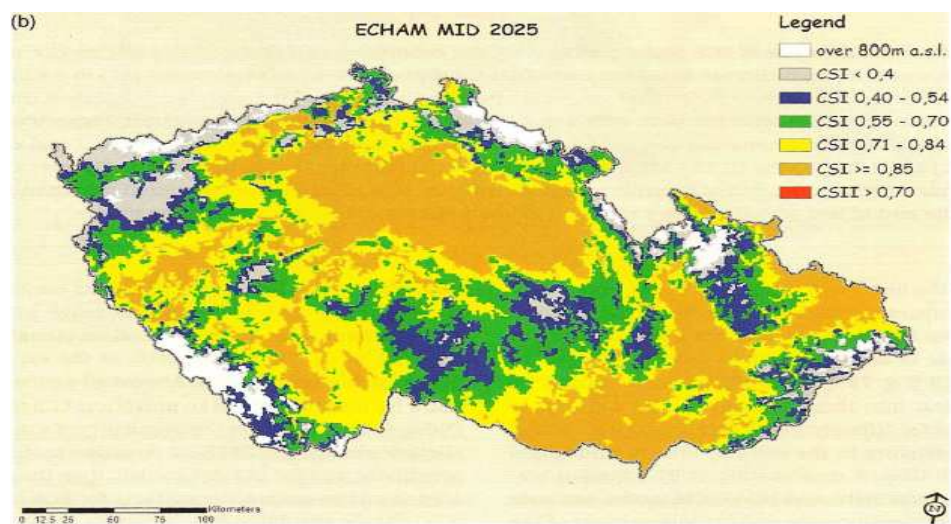 (b)
ECHAM MID 2025
Legend
over 800m a.s.l.
CSI < 0,4
CSI 0,40 - 0,54
CSI 0,55 - 0,70
CSI 0,71 - 0,84
CSI >= 0,85
CSII > 0,70
Kilometers
0 12.5 25 50 75 100
N